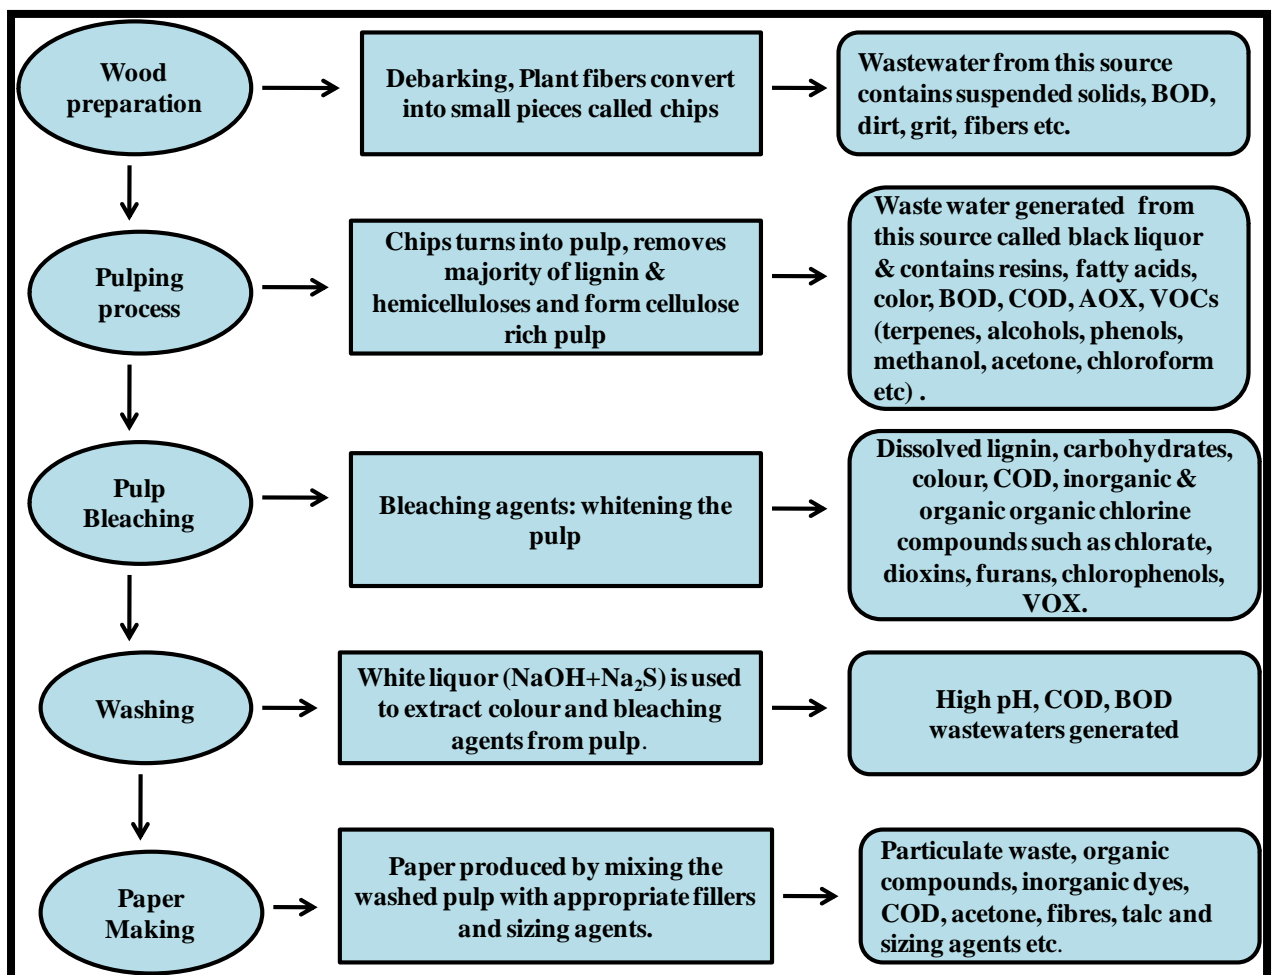 Wood
preparation
Debarking, Plant fibers convert
into small pieces called chips
Wastewater from this source
contains suspended solids, BOD,
dirt, grit, fibers etc.
Pulping
process
Chips turns into pulp, removes
majority of lignin &
hemicelluloses and form cellulose
rich pulp
Waste water generated from
this source called black liquor
& contains resins, fatty acids,
color, BOD, COD, AOX, VOCs
(terpenes, alcohols, phenols,
methanol, acetone, chloroform
etc) .
Pulp
Bleaching
Bleaching agents: whitening the
pulp
Dissolved lignin, carbohydrates,
colour, COD, inorganic &
organic organic chlorine
compounds such as chlorate,
dioxins, furans, chlorophenols,
VOX.
Washing
White liquor (NaOH+Na₂S) is used
to extract colour and bleaching
agents from pulp.
High pH, COD, BOD
wastewaters generated
Paper
Making
Paper produced by mixing the
washed pulp with appropriate fillers
and sizing agents.
Particulate waste, organic
compounds, inorganic dyes,
COD, acetone, fibres, talc and
sizing agents etc.